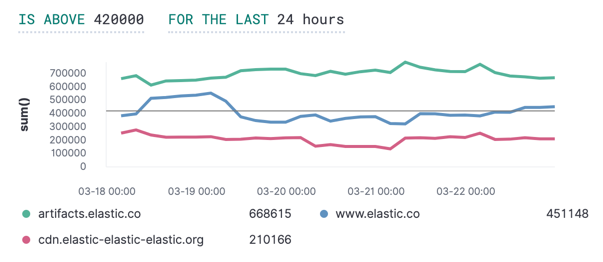 IS ABOVE 420000 FOR THE LAST 24 hours
700000
600000
500000
400000
300000
200000
100000
0
sum()
03-18 00:00 03-19 00:00 03-20 00:00 03-21 00:00 03-22 00:00
artifacts.elastic.co 668615 www.elastic.co 451148
cdn.elastic-elastic-elastic.org 210166